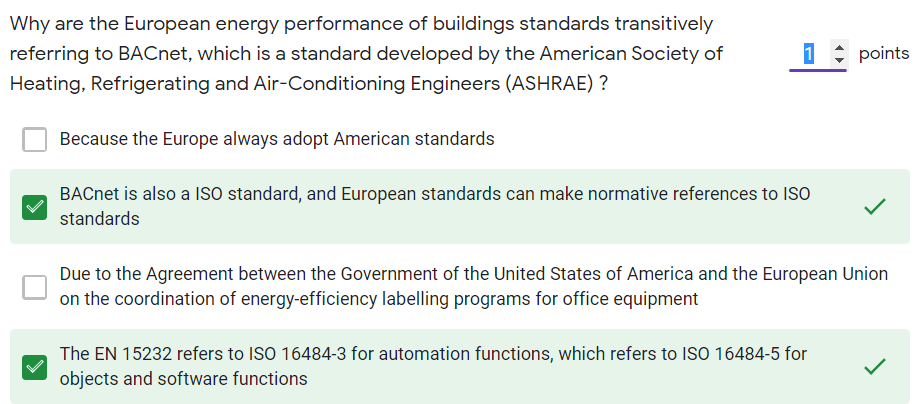 Why are the European energy performance of buildings standards transitively
referring to BACnet, which is a standard developed by the American Society of
Heating, Refrigerating and Air-Conditioning Engineers (ASHRAE) ?
1 points
Because the Europe always adopt American standards
BACnet is also a ISO standard, and European standards can make normative references to ISO
standards
Due to the Agreement between the Government of the United States of America and the European Union
on the coordination of energy-efficiency labelling programs for office equipment
The EN 15232 refers to ISO 16484-3 for automation functions, which refers to ISO 16484-5 for
objects and software functions